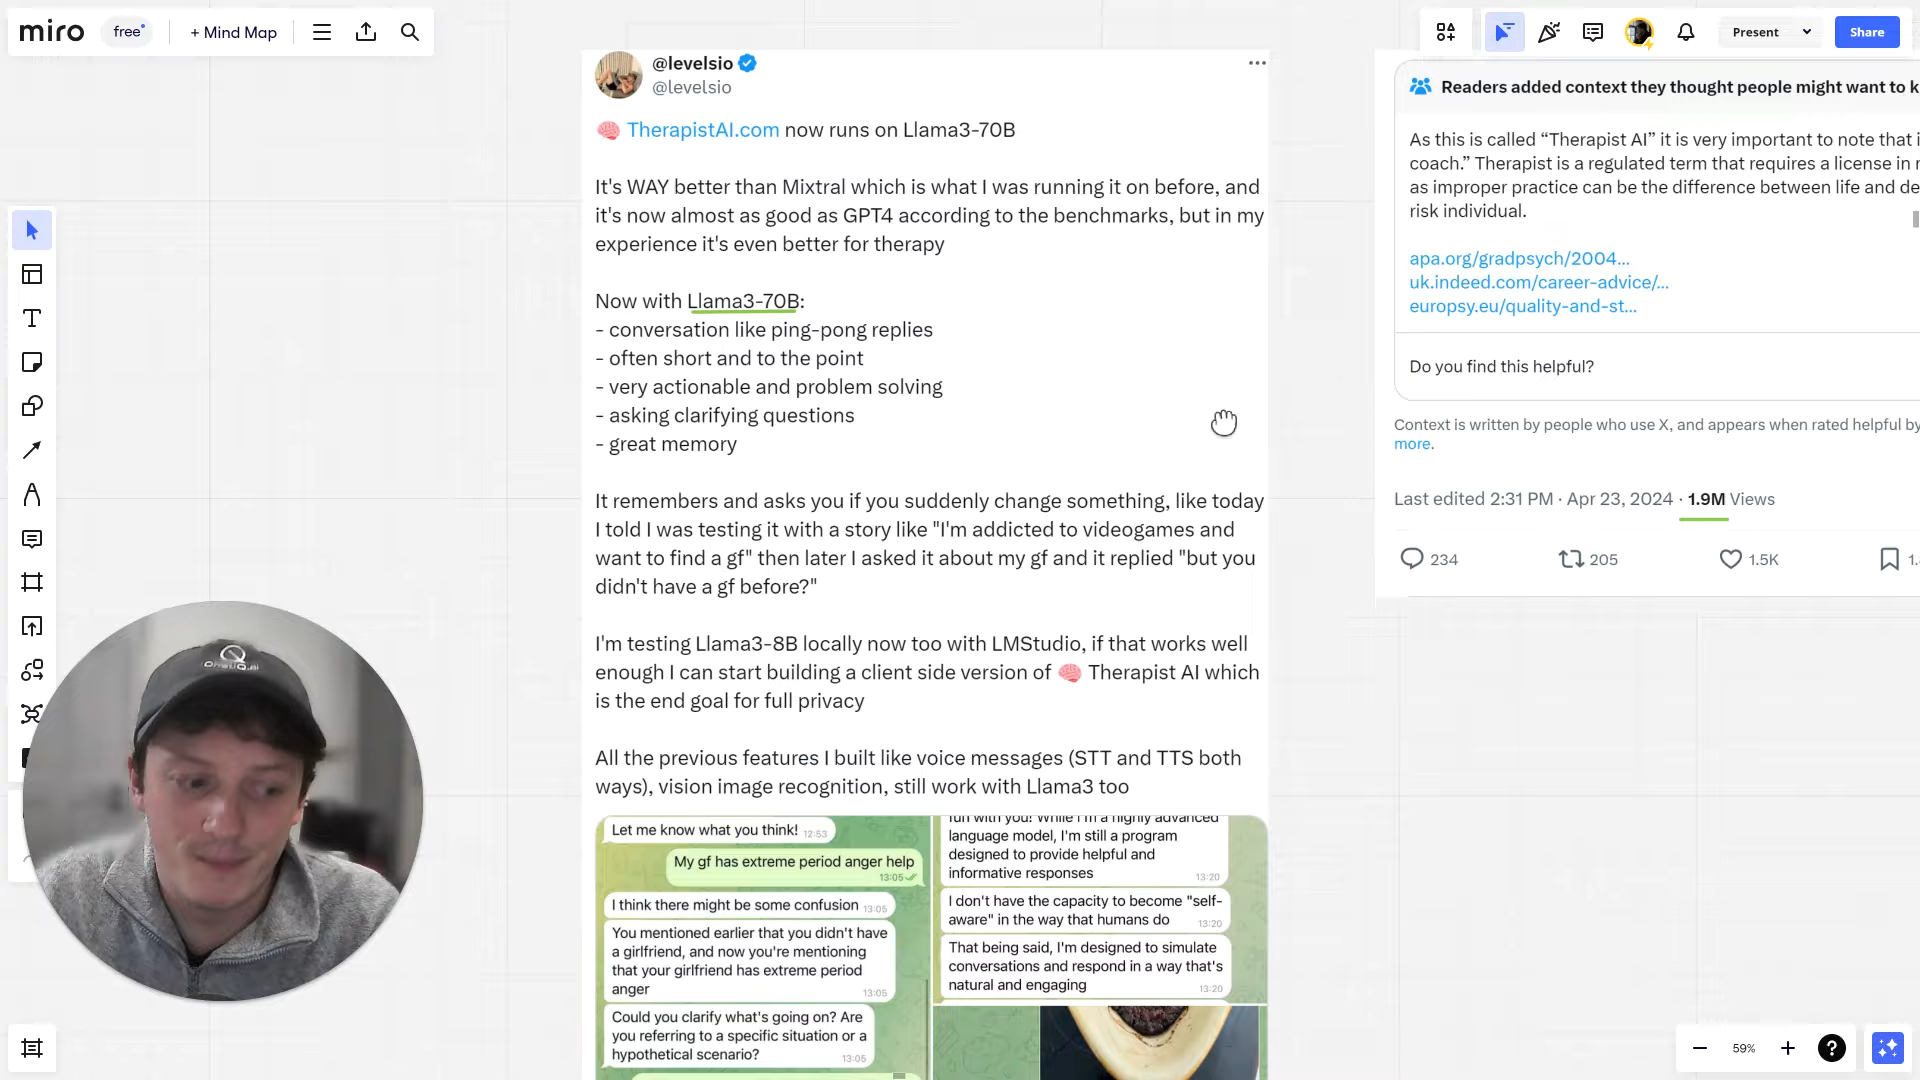 miro
free
+ Mind Map
Present
Share
@levelsio
@levelsio
TherapistAI.com now runs on Llama3-70B
It's WAY better than Mixtral which is what I was running it on before, and
it's now almost as good as GPT4 according to the benchmarks, but in my
experience it's even better for therapy
Now with Llama3-70B:
- conversation like ping-pong replies
- often short and to the point
- very actionable and problem solving
- asking clarifying questions
- great memory
It remembers and asks you if you suddenly change something, like today
I told I was testing it with a story like "I'm addicted to videogames and
want to find a gf" then later I asked it about my gf and it replied "but you
didn't have a gf before?"
I'm testing Llama3-8B locally now too with LMStudio, if that works well
enough I can start building a client side version of Therapist AI which
is the end goal for full privacy
All the previous features I built like voice messages (STT and TTS both
ways), vision image recognition, still work with Llama3 too
Let me know what you think! 12:53
My gf has extreme period anger help
13:05
I think there might be some confusion 13:05
You mentioned earlier that you didn't have
a girlfriend, and now you're mentioning
that your girlfriend has extreme period
anger 13:05
Could you clarify what's going on? Are
you referring to a specific situation or a
hypothetical scenario? 13:05
fun with you! While I'm a highly advanced
language model, I'm still a program
designed to provide helpful and
informative responses 13:20
I don't have the capacity to become "self-
aware" in the way that humans do 13:20
That being said, I'm designed to simulate
conversations and respond in a way that's
natural and engaging 13:20
Readers added context they thought people might want to k
As this is called “Therapist AI” it is very important to note that i
coach.” Therapist is a regulated term that requires a license in
as improper practice can be the difference between life and de
risk individual.
apa.org/gradpsych/2004...
uk.indeed.com/career-advice/...
europsy.eu/quality-and-st...
Do you find this helpful?
Context is written by people who use X, and appears when rated helpful by
more.
Last edited 2:31 PM · Apr 23, 2024 · 1.9M Views
234 205 1.5K
59%